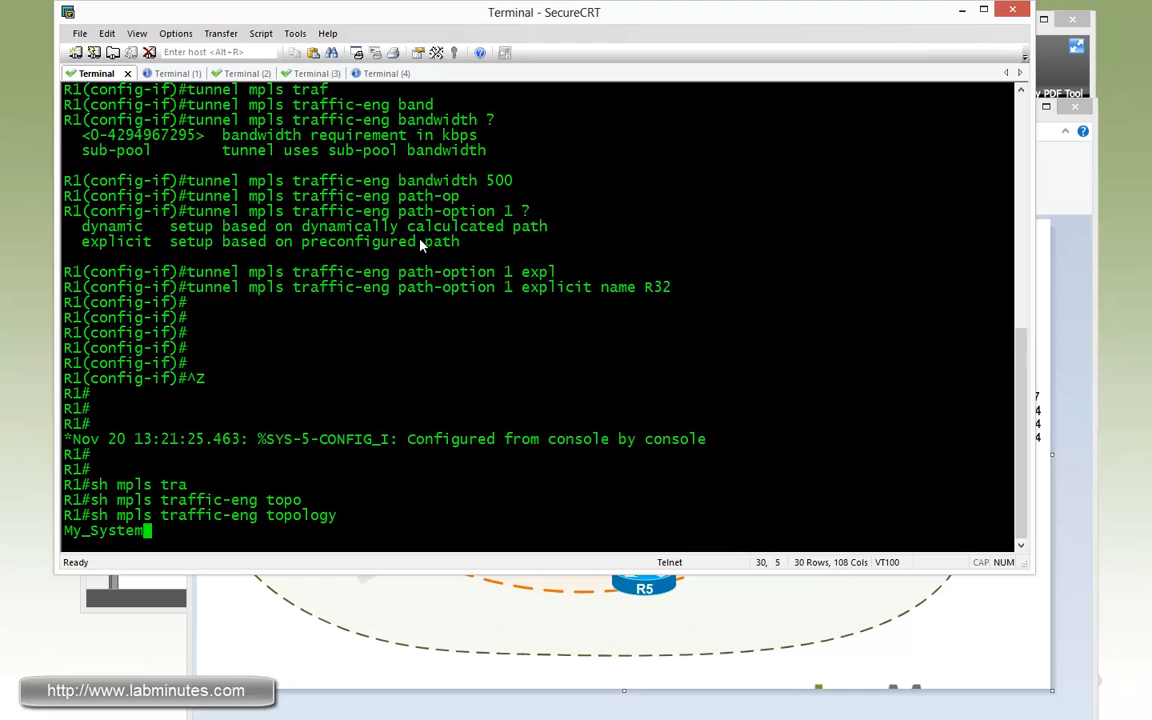 Terminal - SecureCRT
File Edit View Options Transfer Script Tools Help
Enter host <Alt+R>
Terminal Terminal (1) Terminal (2) Terminal (3) Terminal (4)
R1(config-if)#tunnel mpls traf
R1(config-if)#tunnel mpls traffic-eng band
R1(config-if)#tunnel mpls traffic-eng bandwidth ?
<0-4294967295> bandwidth requirement in kbps
sub-pool tunnel uses sub-pool bandwidth
R1(config-if)#tunnel mpls traffic-eng bandwidth 500
R1(config-if)#tunnel mpls traffic-eng path-op
R1(config-if)#tunnel mpls traffic-eng path-option 1 ?
dynamic setup based on dynamically calculcated path
explicit setup based on preconfigured path
R1(config-if)#tunnel mpls traffic-eng path-option 1 expl
R1(config-if)#tunnel mpls traffic-eng path-option 1 explicit name R32
R1(config-if)#
R1(config-if)#
R1(config-if)#
R1(config-if)#
R1(config-if)#
R1(config-if)#^Z
R1#
R1#
R1#
*Nov 20 13:21:25.463: %SYS-5-CONFIG_I: Configured from console by console
R1#
R1#
R1#sh mpls tra
R1#sh mpls traffic-eng topo
R1#sh mpls traffic-eng topology
My_System
Ready Telnet 30, 5 30 Rows, 108 Cols VT100 CAP NUM
y PDF Tool
7
4
4
4
R5
http://www.labminutes.com